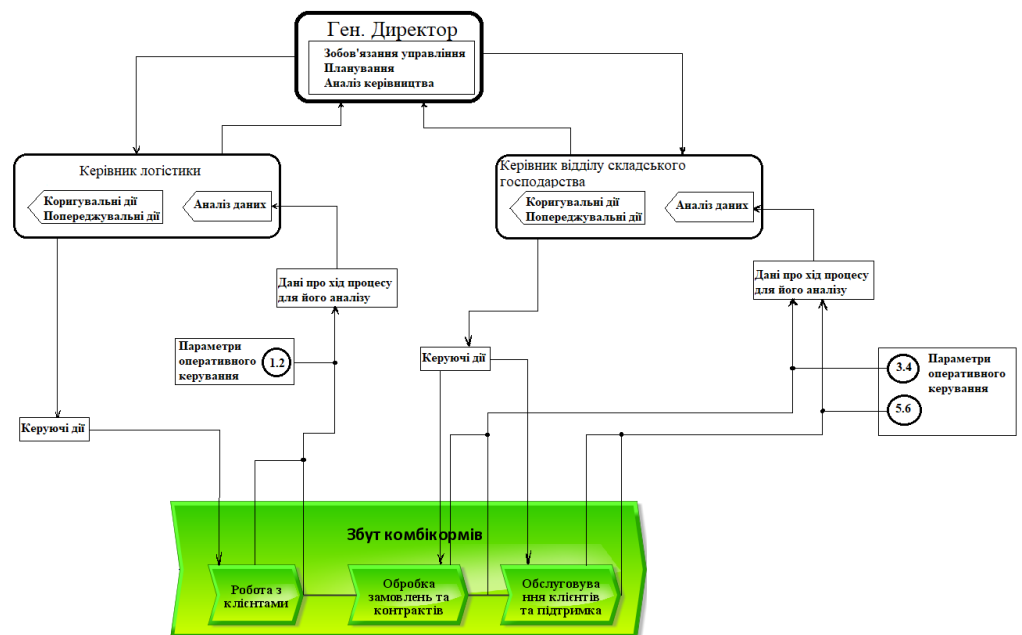 Ген. Директор
Зобов'язання управління
Планування
Аналіз керівництва
Керівник логістики
Коригувальні дії
Попереджувальні дії
Аналіз даних
Керівник відділу складського
господарства
Коригувальні дії
Попереджувальні дії
Аналіз даних
Дані про хід процесу
для його аналізу
Дані про хід процесу
для його аналізу
Параметри
оперативного
керування
1.2
Керуючі дії
3.4
5.6
Параметри
оперативного
керування
Керуючі дії
Збут комбікормів
Робота з
клієнтами
Обробка
замовлень та
контрактів
Обслуговува
ння клієнтів
та підтримка